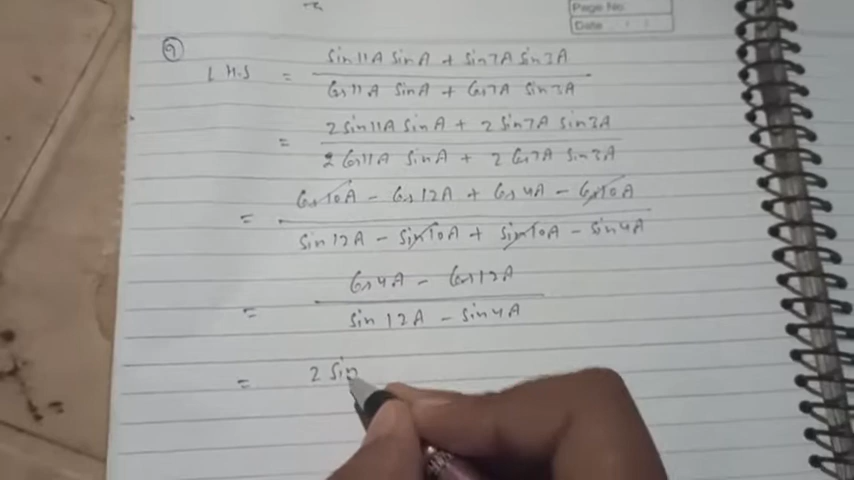 Page No.
Date
9
L H.S = sin11A sinA + sin7A sin3A
Cos11A sinA + Cos7A sin3A
= 2 sin11A sinA + 2 sin7A sin3A
2 Cos11A sinA + 2 Cos7A sin3A
= Cos10A - Cos12A + Cos4A - Cos10A
sin12A - sin10A + sin10A - sin4A
= Cos4A - Cos12A
sin12A - sin4A
= 2 sin